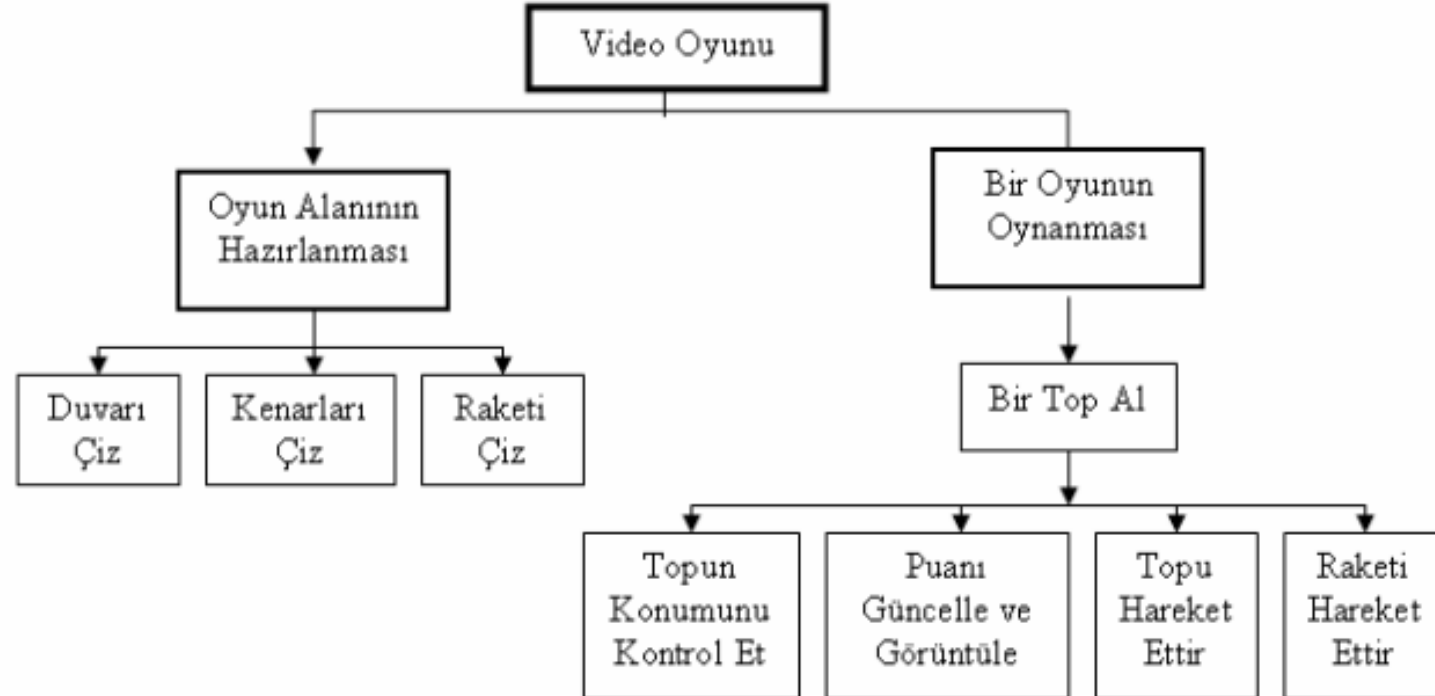 Video Oyunu
Oyun Alanının
Hazırlanması
Bir Oyunun
Oynanması
Duvarı
Çiz
Kenarları
Çiz
Raketi
Çiz
Bir Top Al
Topun
Konumunu
Kontrol Et
Puanı
Güncelle ve
Görüntüle
Topu
Hareket
Ettir
Raketi
Hareket
Ettir